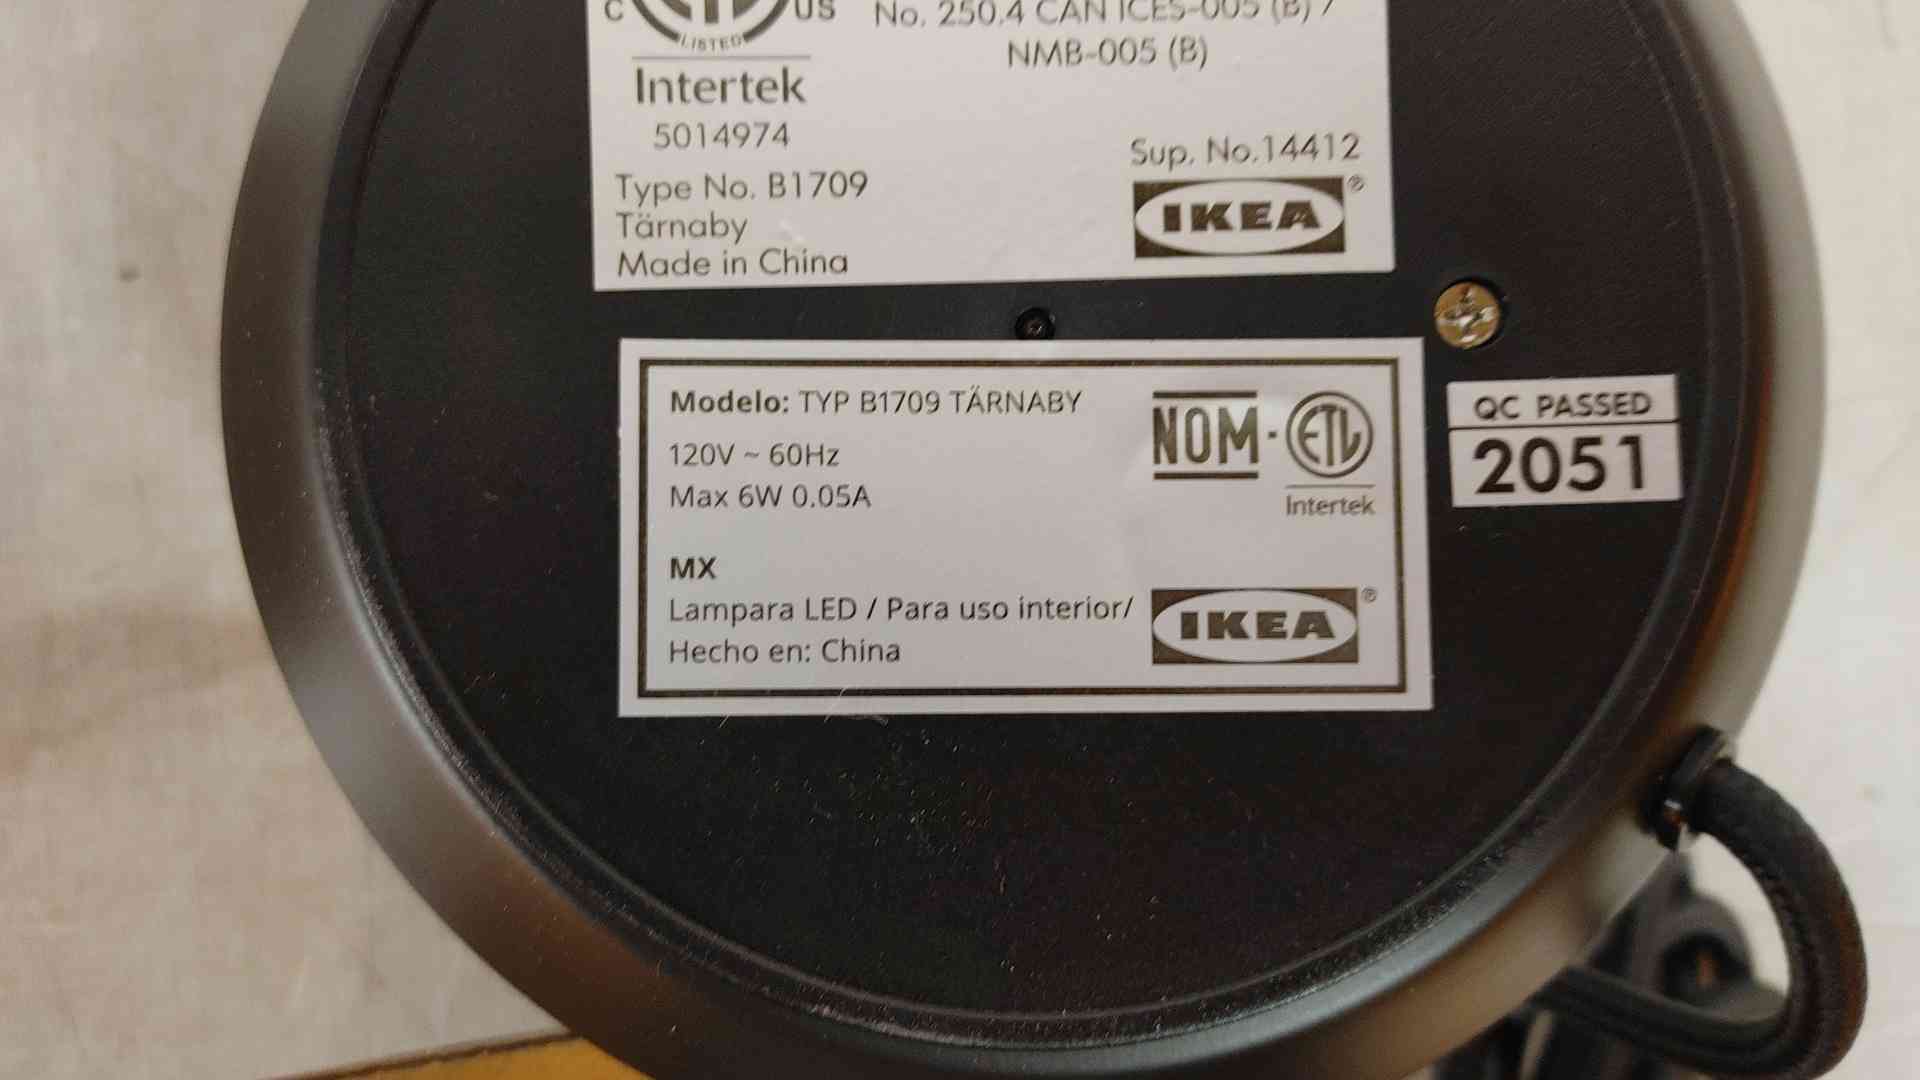 C US
LISTED
Intertek
5014974
No. 250.4 CAN ICES-005 (B) /
NMB-005 (B)
Type No. B1709
Tärnaby
Made in China
Sup. No.14412
IKEA®
Modelo: TYP B1709 TÄRNABY
120V ~ 60Hz
Max 6W 0.05A
NOM - ETL
Intertek
MX
Lampara LED / Para uso interior/
Hecho en: China
IKEA®
QC PASSED
2051